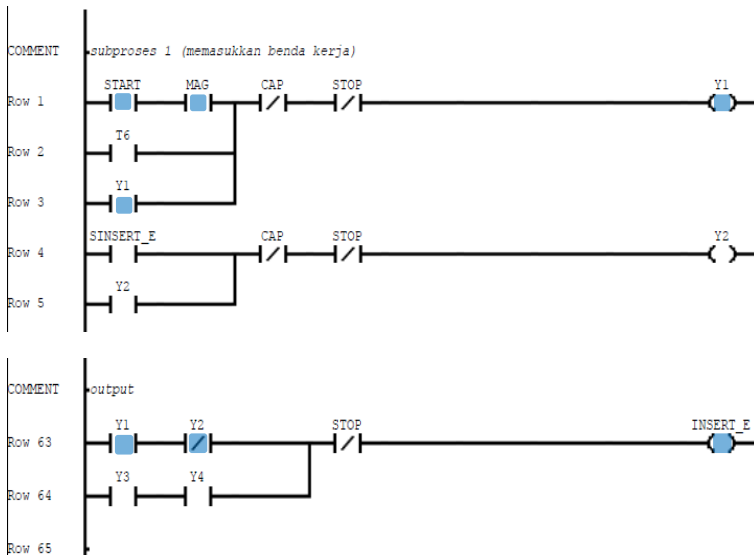 COMMENT subproses 1 (memasukkan benda kerja)
START MAG CAP STOP Y1
Row 1
T6
Row 2
Y1
Row 3
SINSERT_E CAP STOP Y2
Row 4
Y2
Row 5
COMMENT output
Y1 Y2 STOP INSERT_E
Row 63
Y3 Y4
Row 64
Row 65